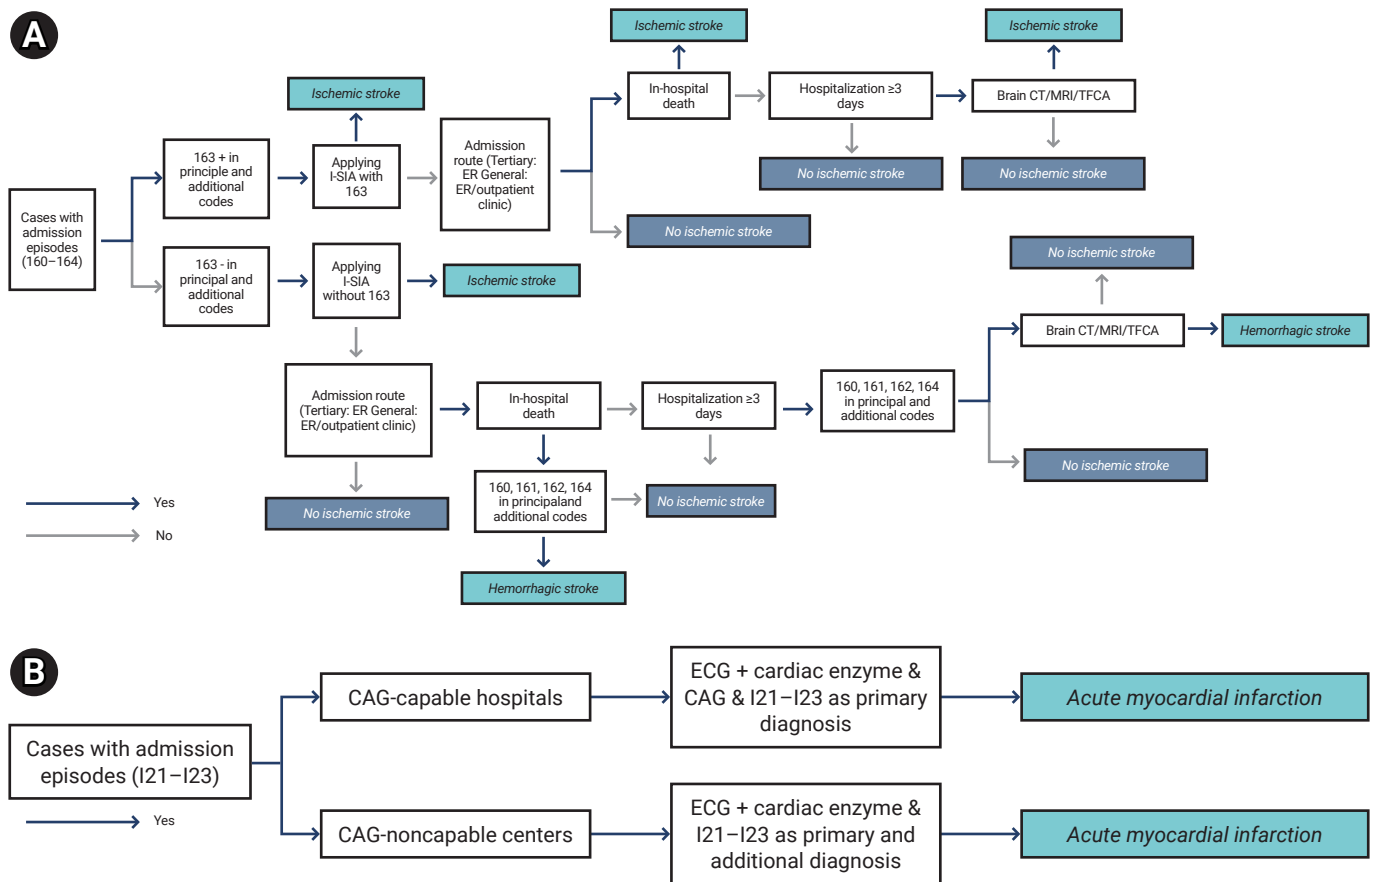 A
Ischemic stroke
Ischemic stroke
In-hospital
death
Hospitalization ≥3
days
Brain CT/MRI/TFCA
Ischemic stroke
163 + in
principle and
additional
codes
Applying
I-SIA with
163
Admission
route (Tertiary:
ER General:
ER/outpatient
clinic)
No ischemic stroke
No ischemic stroke
Cases with
admission
episodes
(160–164)
No ischemic stroke
163 - in
principal and
additional
codes
Applying
I-SIA
without 163
Ischemic stroke
No ischemic stroke
Brain CT/MRI/TFCA
Hemorrhagic stroke
Admission route
(Tertiary: ER General:
ER/outpatient clinic)
In-hospital
death
Hospitalization ≥3
days
160, 161, 162, 164
in principal and
additional codes
No ischemic stroke
160, 161, 162, 164
in principaland
additional codes
No ischemic stroke
No ischemic stroke
Yes
No
Hemorrhagic stroke
B
Cases with admission
episodes (I21–I23)
CAG-capable hospitals
ECG + cardiac enzyme &
CAG & I21–I23 as primary
diagnosis
Acute myocardial infarction
Yes
CAG-noncapable centers
ECG + cardiac enzyme &
I21–I23 as primary and
additional diagnosis
Acute myocardial infarction